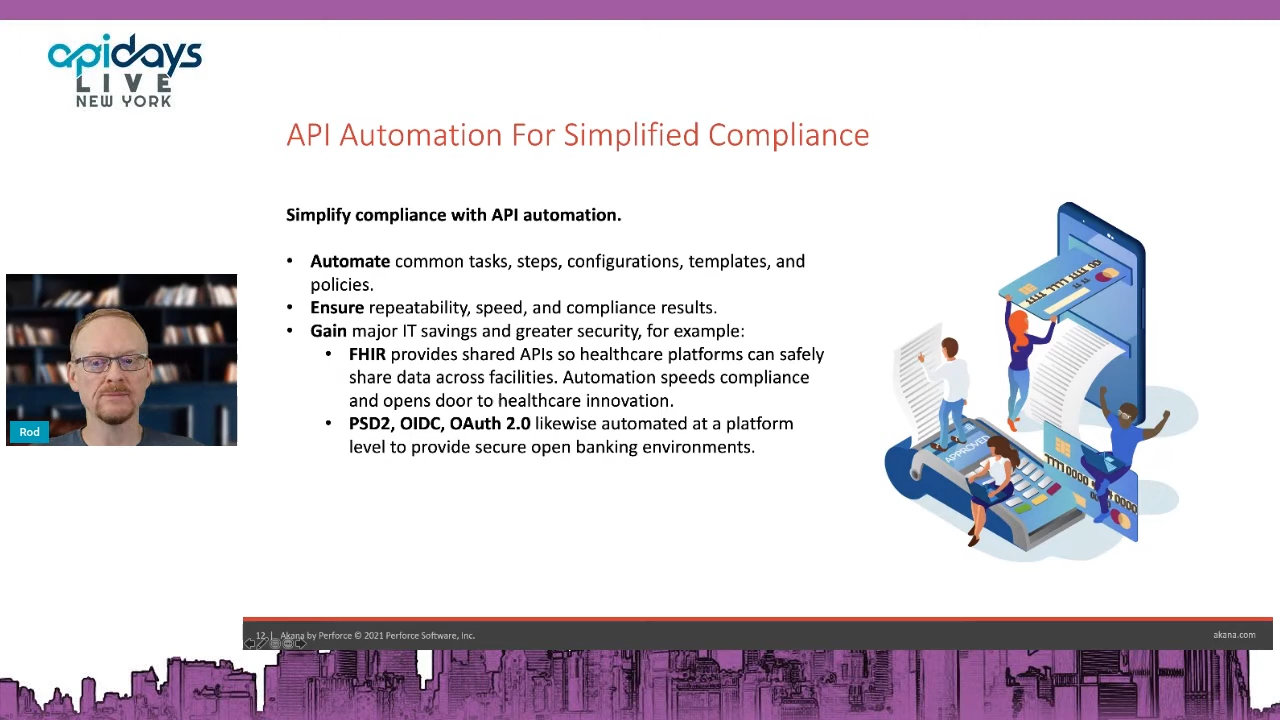 apidays
LIVE
NEW YORK
API Automation For Simplified Compliance
Simplify compliance with API automation.
• Automate common tasks, steps, configurations, templates, and
policies.
• Ensure repeatability, speed, and compliance results.
• Gain major IT savings and greater security, for example:
• FHIR provides shared APIs so healthcare platforms can safely
share data across facilities. Automation speeds compliance
and opens door to healthcare innovation.
• PSD2, OIDC, OAuth 2.0 likewise automated at a platform
level to provide secure open banking environments.
Rod
APPROVED
12 | Akana by Perforce © 2021 Perforce Software, Inc.
akana.com